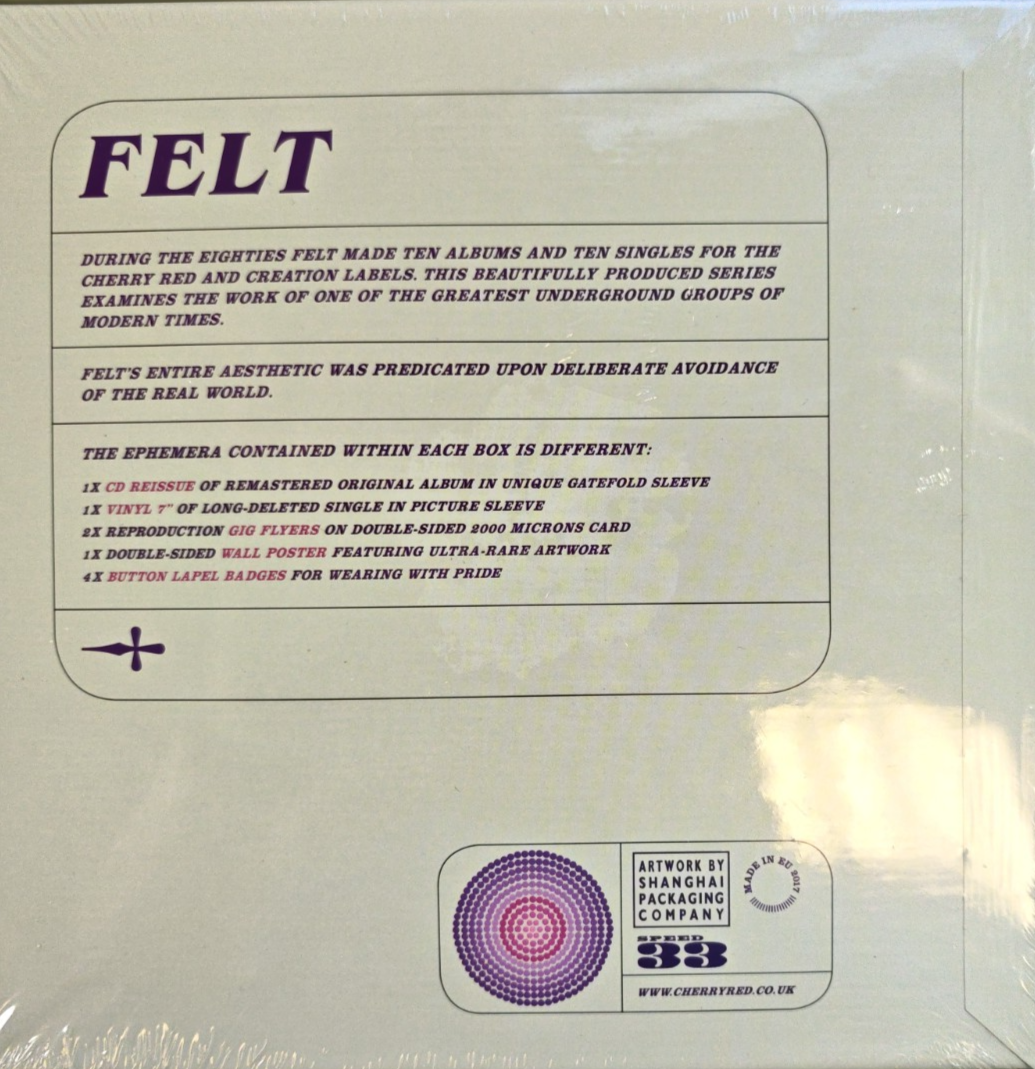 FELT
DURING THE EIGHTIES FELT MADE TEN ALBUMS AND TEN SINGLES FOR THE
CHERRY RED AND CREATION LABELS. THIS BEAUTIFULLY PRODUCED SERIES
EXAMINES THE WORK OF ONE OF THE GREATEST UNDERGROUND GROUPS OF
MODERN TIMES.
FELT'S ENTIRE AESTHETIC WAS PREDICATED UPON DELIBERATE AVOIDANCE
OF THE REAL WORLD.
THE EPHEMERA CONTAINED WITHIN EACH BOX IS DIFFERENT:
1X CD REISSUE OF REMASTERED ORIGINAL ALBUM IN UNIQUE GATEFOLD SLEEVE
1X VINYL 7" OF LONG-DELETED SINGLE IN PICTURE SLEEVE
2X REPRODUCTION GIG FLYERS ON DOUBLE-SIDED 2000 MICRONS CARD
1X DOUBLE-SIDED WALL POSTER FEATURING ULTRA-RARE ARTWORK
4X BUTTON LAPEL BADGES FOR WEARING WITH PRIDE
ARTWORK BY
SHANGHAI
PACKAGING
COMPANY
MADE IN EU 2017
SPEED
33
WWW.CHERRYRED.CO.UK